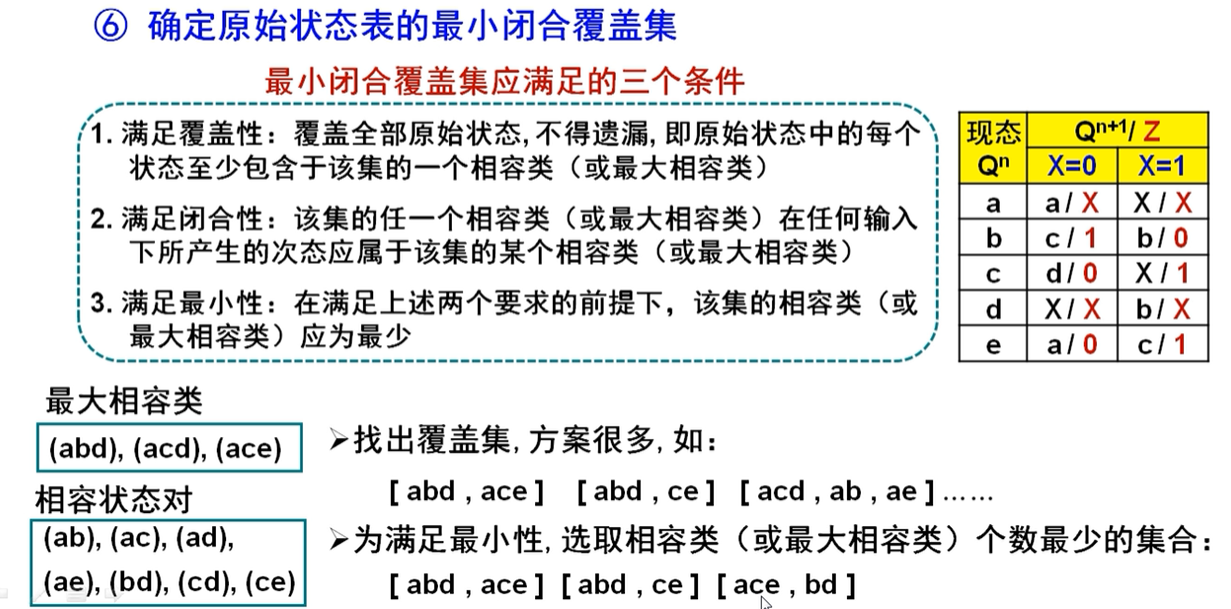 ⑥ 确定原始状态表的最小闭合覆盖集
最小闭合覆盖集应满足的三个条件
1. 满足覆盖性：覆盖全部原始状态, 不得遗漏, 即原始状态中的每个
状态至少包含于该集的一个相容类（或最大相容类）
2. 满足闭合性：该集的任一个相容类（或最大相容类）在任何输入
下所产生的次态应属于该集的某个相容类（或最大相容类）
3. 满足最小性：在满足上述两个要求的前提下，该集的相容类（或
最大相容类）应为最少
现态 Qⁿ⁺¹/ Z
Qⁿ X=0 X=1
a a / X X / X
b c / 1 b / 0
c d / 0 X / 1
d X / X b / X
e a / 0 c / 1
最大相容类
(abd), (acd), (ace)
相容状态对
(ab), (ac), (ad),
(ae), (bd), (cd), (ce)
➢找出覆盖集, 方案很多, 如：
[ abd , ace ] [ abd , ce ] [ acd , ab , ae ] ……
➢为满足最小性, 选取相容类（或最大相容类）个数最少的集合：
[ abd , ace ] [ abd , ce ] [ ace , bd ]